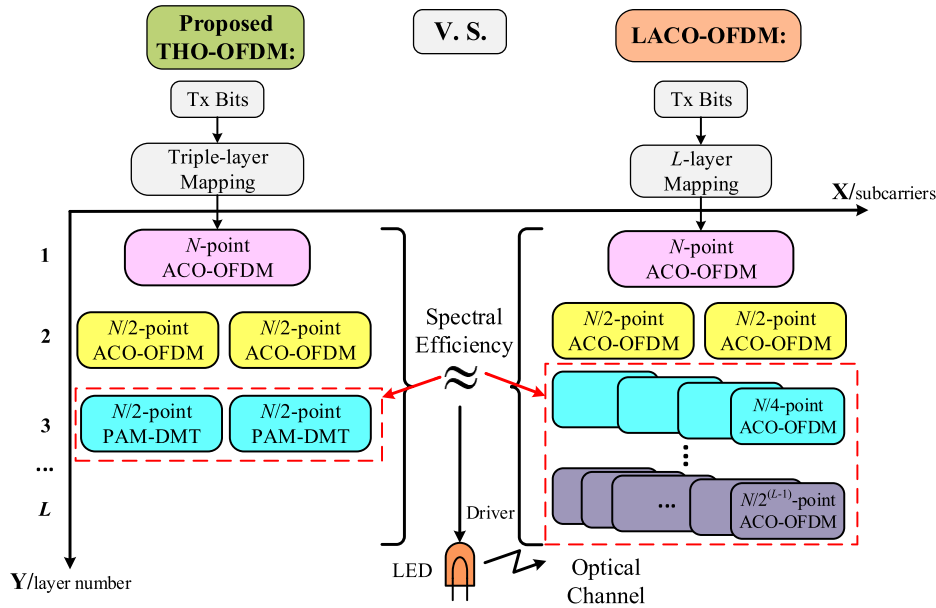 Proposed
THO-OFDM:
V. S.
LACO-OFDM:
Tx Bits
Tx Bits
Triple-layer
Mapping
L-layer
Mapping
X/subcarriers
1
N-point
ACO-OFDM
N-point
ACO-OFDM
2
N/2-point
ACO-OFDM
N/2-point
ACO-OFDM
Spectral
Efficiency
≈
N/2-point
ACO-OFDM
N/2-point
ACO-OFDM
3
N/2-point
PAM-DMT
N/2-point
PAM-DMT
N/4-point
ACO-OFDM
...
L
...
N/2^(L-1)-point
ACO-OFDM
Driver
LED
Optical
Channel
Y/layer number